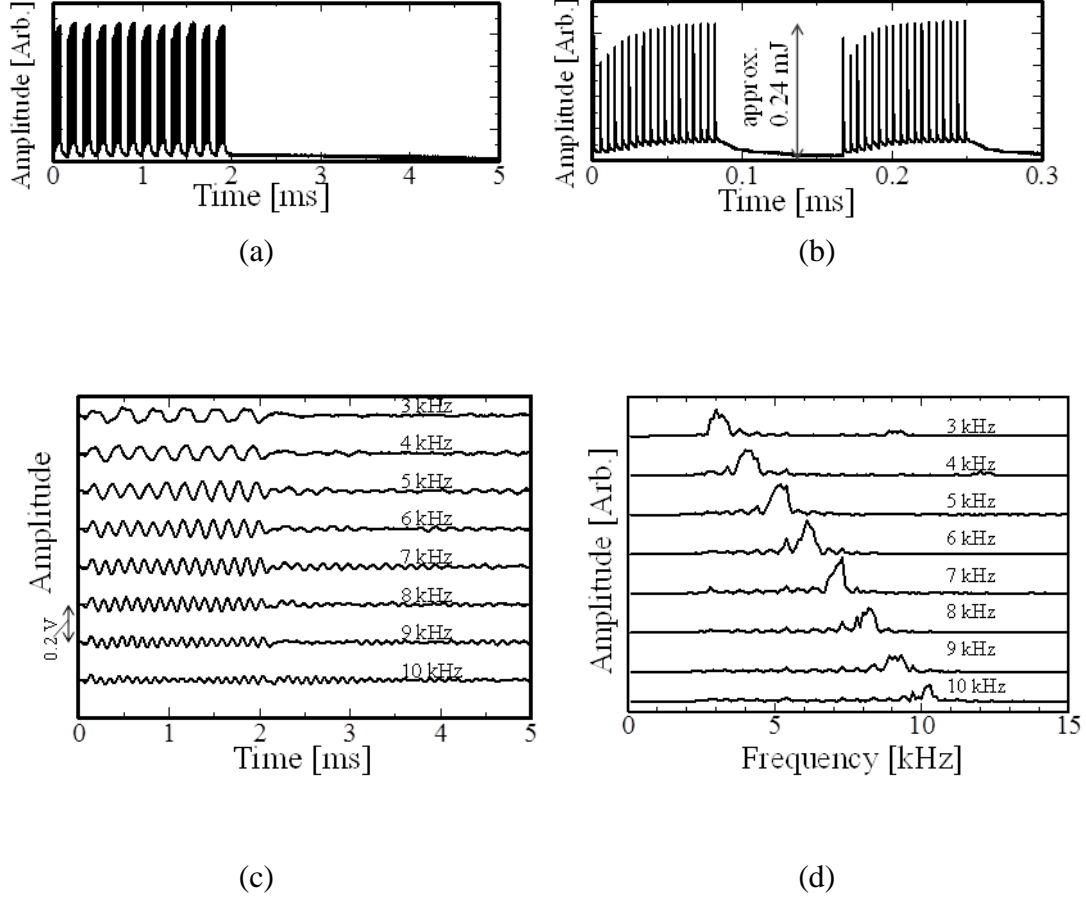 Amplitude [Arb.]
0 1 2 3 4 5
Time [ms]
(a)
Amplitude [Arb.]
approx.
0.24 mJ
0 0.1 0.2 0.3
Time [ms]
(b)
Amplitude
0.2 V
3 kHz
4 kHz
5 kHz
6 kHz
7 kHz
8 kHz
9 kHz
10 kHz
0 1 2 3 4 5
Time [ms]
(c)
Amplitude [Arb.]
3 kHz
4 kHz
5 kHz
6 kHz
7 kHz
8 kHz
9 kHz
10 kHz
0 5 10 15
Frequency [kHz]
(d)